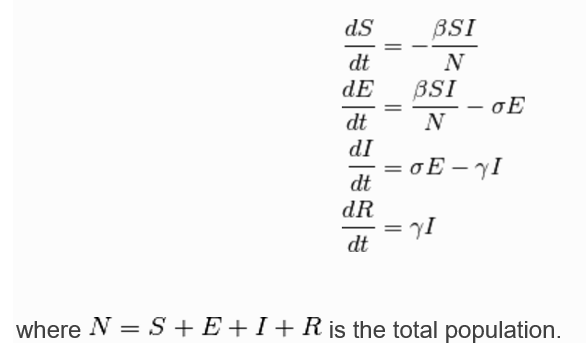 dS/dt = −βSI/N
dE/dt = βSI/N − σE
dI/dt = σE − γI
dR/dt = γI
where N = S + E + I + R is the total population.